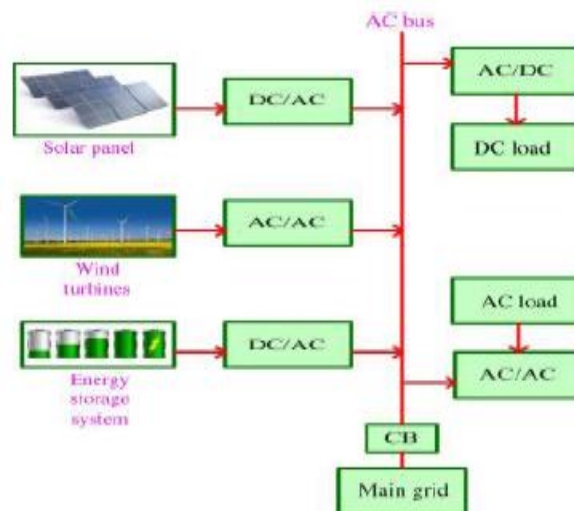 AC bus
DC/AC
AC/DC
Solar panel
DC load
AC/AC
Wind
turbines
AC load
DC/AC
AC/AC
Energy
storage
system
CB
Main grid